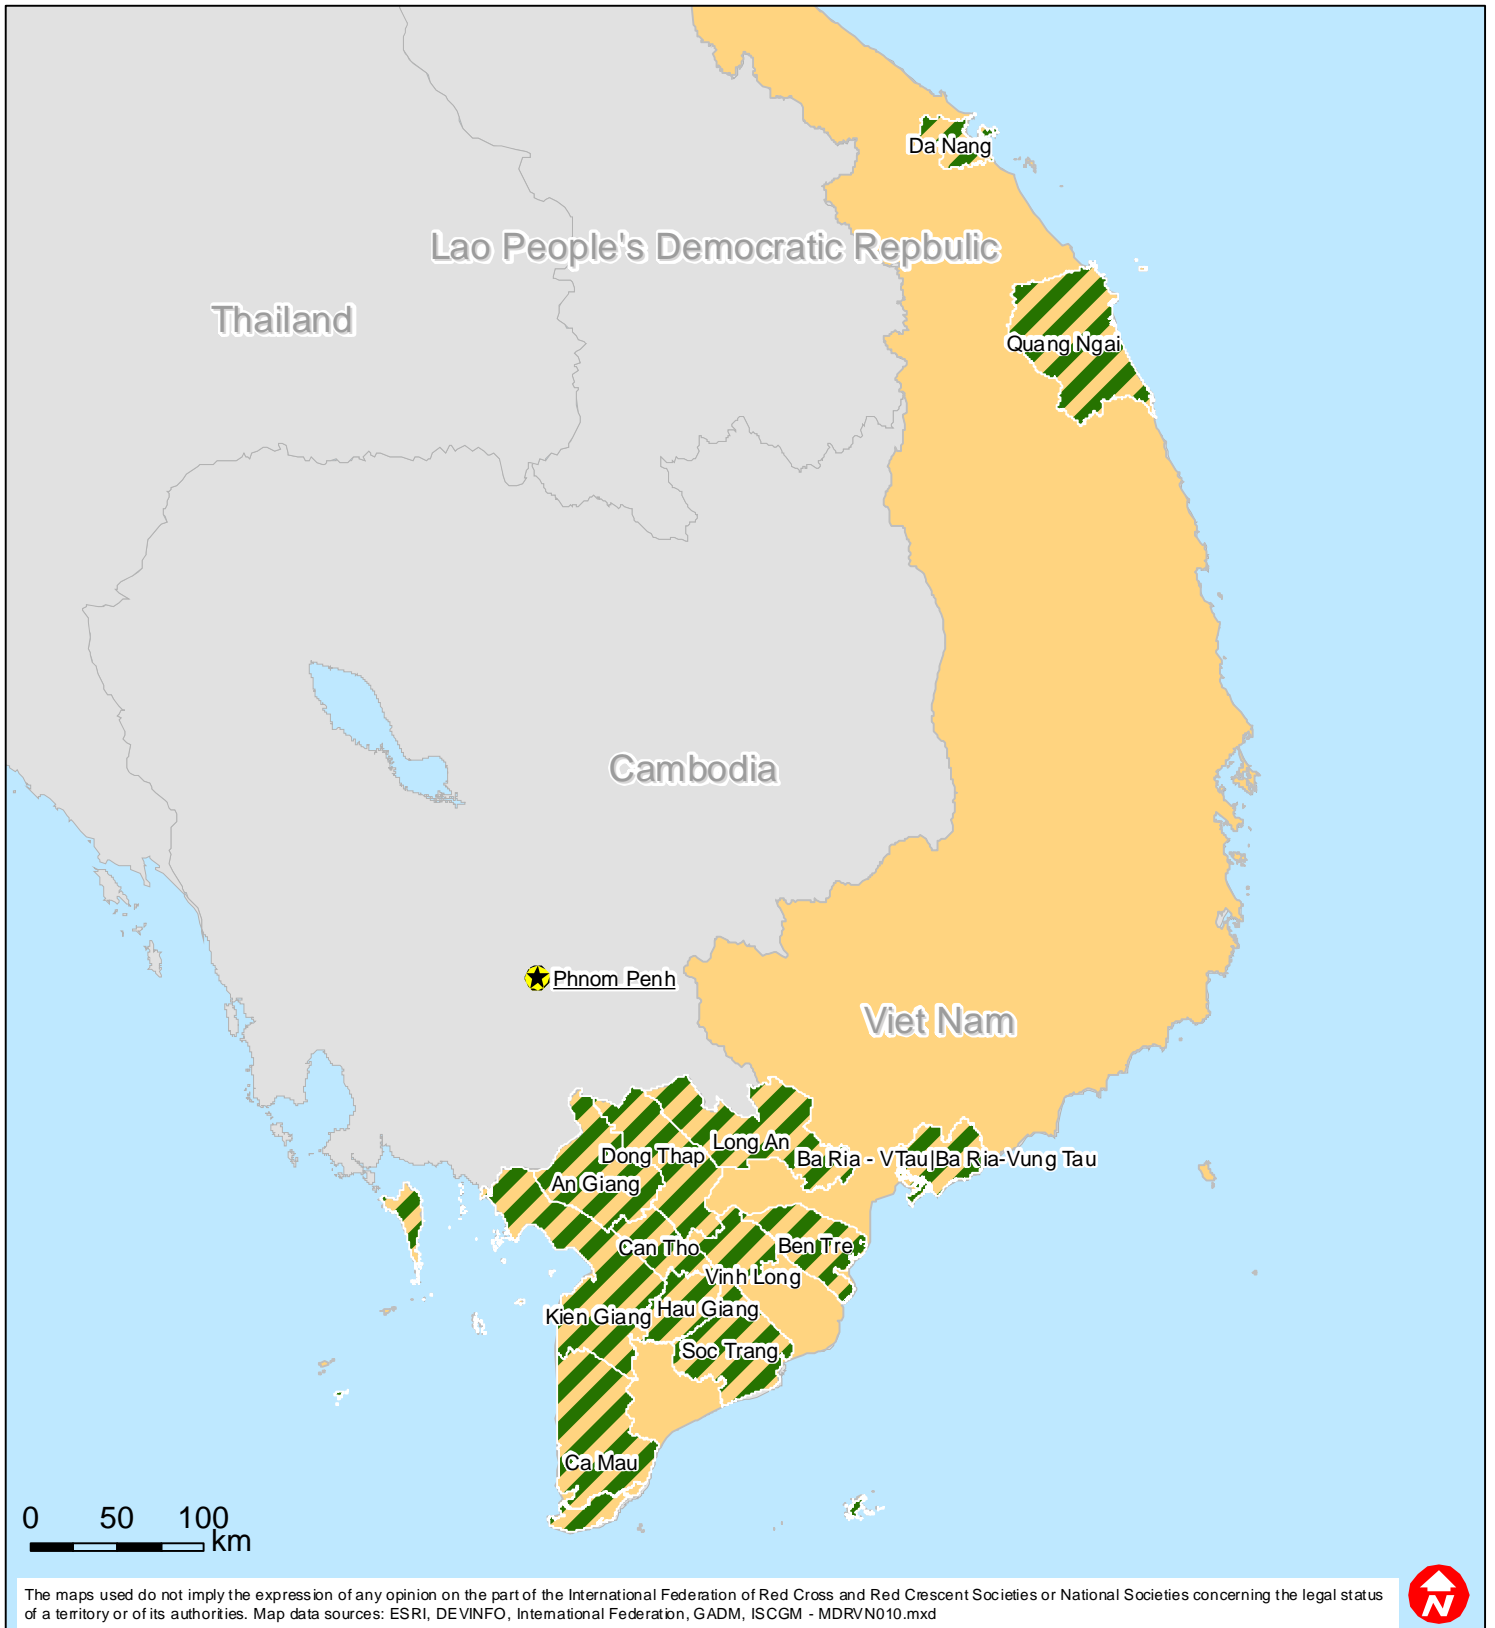 Da Nang
Lao People's Democratic Repbulic
Thailand
Quang Ngai
Cambodia
Phnom Penh
Viet Nam
Long An
Dong Thap
Ba Ria - VTau|Ba Ria-Vung Tau
An Giang
Can Tho
Ben Tre
Vinh Long
Hau Giang
Kien Giang
Soc Trang
Ca Mau
0 50 100
km
The maps used do not imply the expression of any opinion on the part of the International Federation of Red Cross and Red Crescent Societies or National Societies concerning the legal status
of a territory or of its authorities. Map data sources: ESRI, DEVINFO, International Federation, GADM, ISCGM - MDRVN010.mxd
N